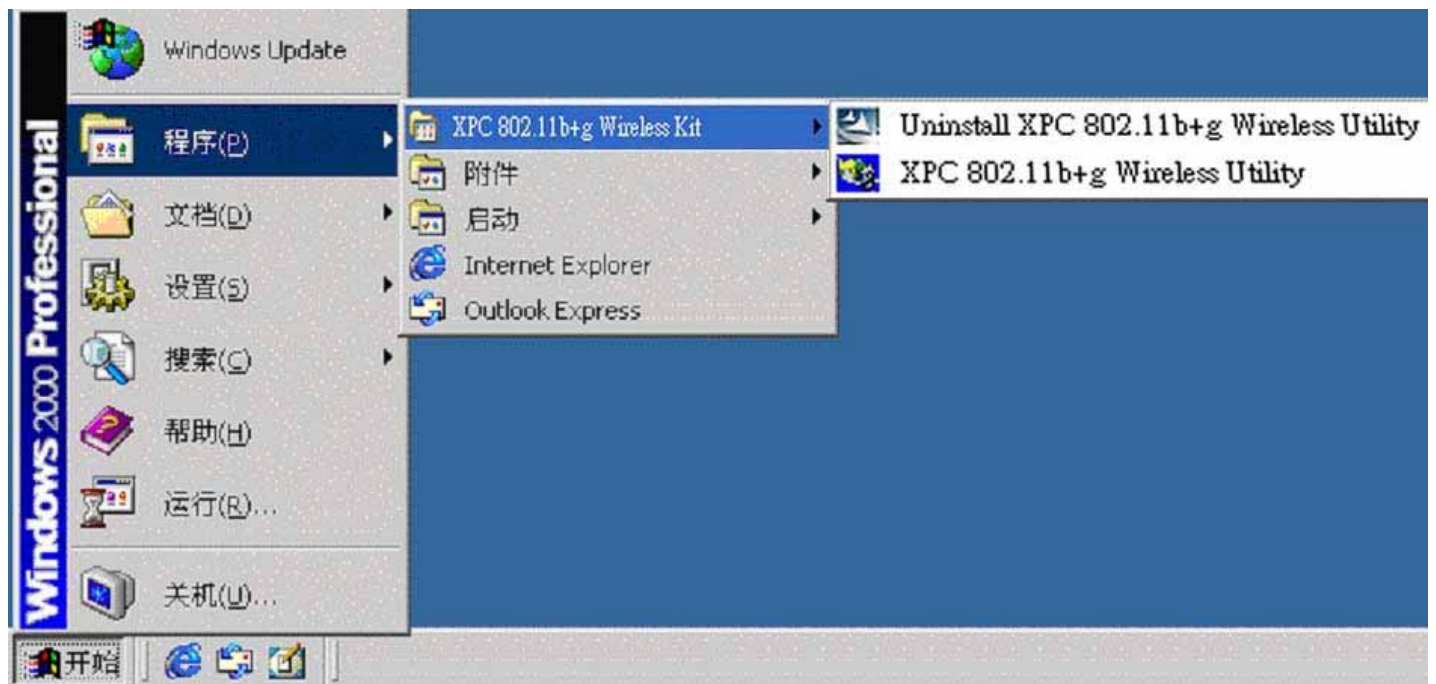 Windows 2000 Professional
Windows Update
程序(P)
文档(D)
设置(S)
搜索(C)
帮助(H)
运行(R)...
关机(U)...
XPC 802.11b+g Wireless Kit
附件
启动
Internet Explorer
Outlook Express
Uninstall XPC 802.11b+g Wireless Utility
XPC 802.11b+g Wireless Utility
开始